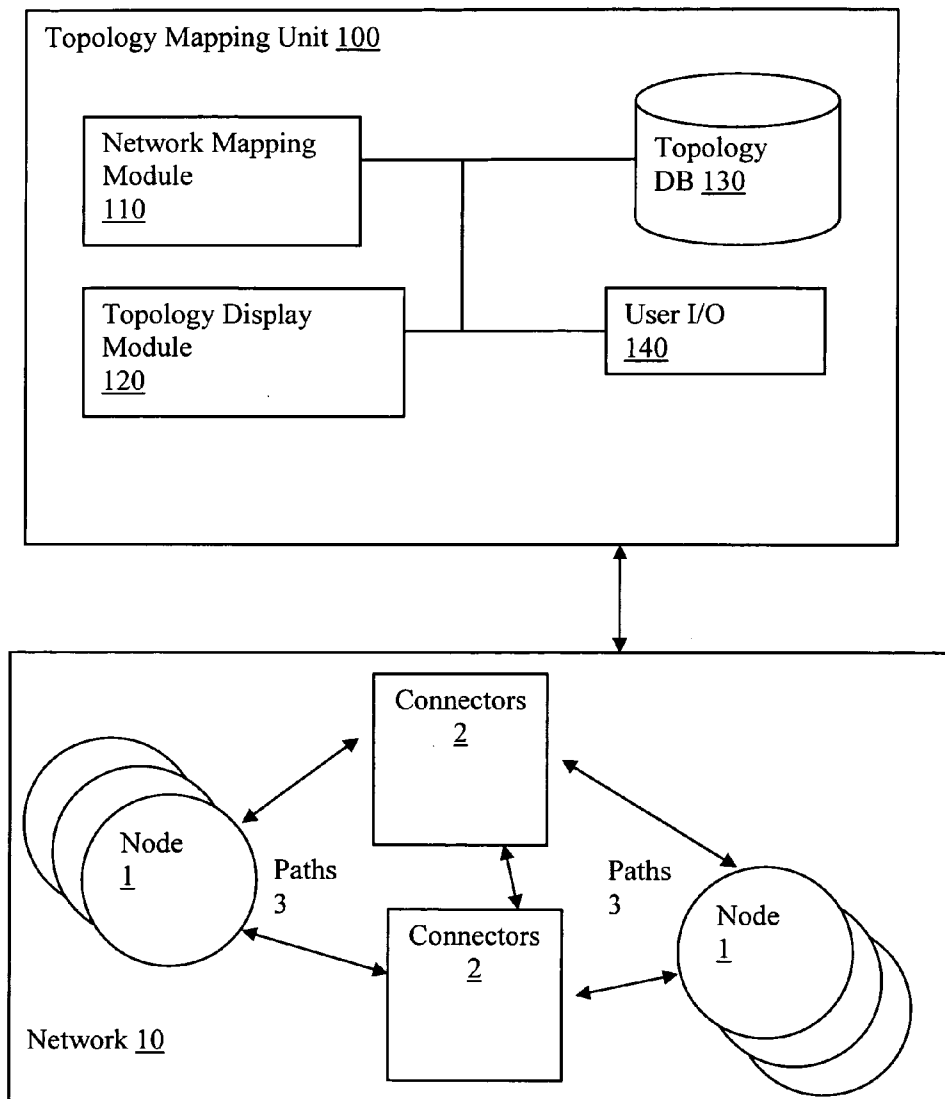 Topology Mapping Unit 100
Network Mapping
Module
110
Topology
DB 130
Topology Display
Module
120
User I/O
140
Connectors
2
Node
1
Paths
3
Paths
3
Node
1
Connectors
2
Network 10